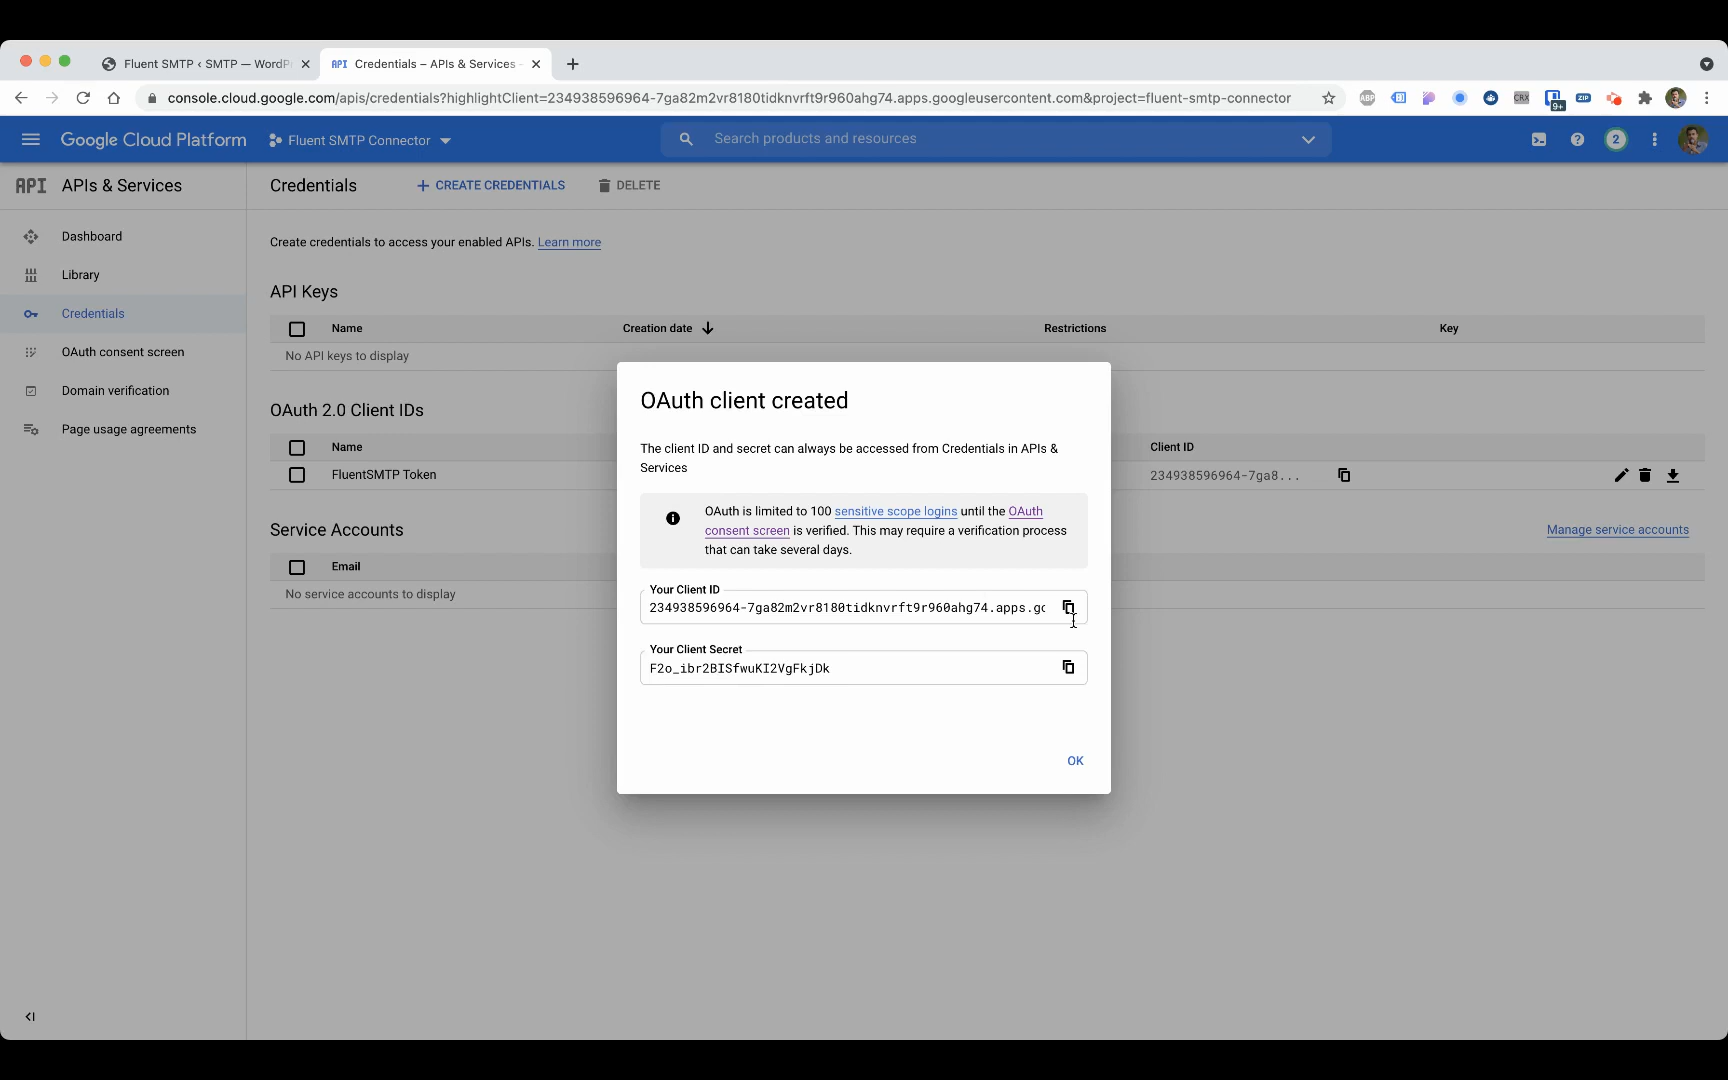 Fluent SMTP ‹ SMTP — WordP
Credentials – APIs & Services -
console.cloud.google.com/apis/credentials?highlightClient=234938596964-7ga82m2vr8180tidknvrft9r960ahg74.apps.googleusercontent.com&project=fluent-smtp-connector
ABP
CRX
9+
ZIP
Google Cloud Platform
Fluent SMTP Connector
Search products and resources
2
API APIs & Services
Credentials
+ CREATE CREDENTIALS
DELETE
Dashboard
Library
Credentials
OAuth consent screen
Domain verification
Page usage agreements
Create credentials to access your enabled APIs. Learn more
API Keys
Name Creation date Restrictions Key
No API keys to display
OAuth 2.0 Client IDs
Name Client ID
FluentSMTP Token 234938596964-7ga8...
Service Accounts
Manage service accounts
Email
No service accounts to display
OAuth client created
The client ID and secret can always be accessed from Credentials in APIs &
Services
OAuth is limited to 100 sensitive scope logins until the OAuth
consent screen is verified. This may require a verification process
that can take several days.
Your Client ID
234938596964-7ga82m2vr8180tidknvrft9r960ahg74.apps.gc
Your Client Secret
F2o_ibr2BISfwuKI2VgFkjDk
OK